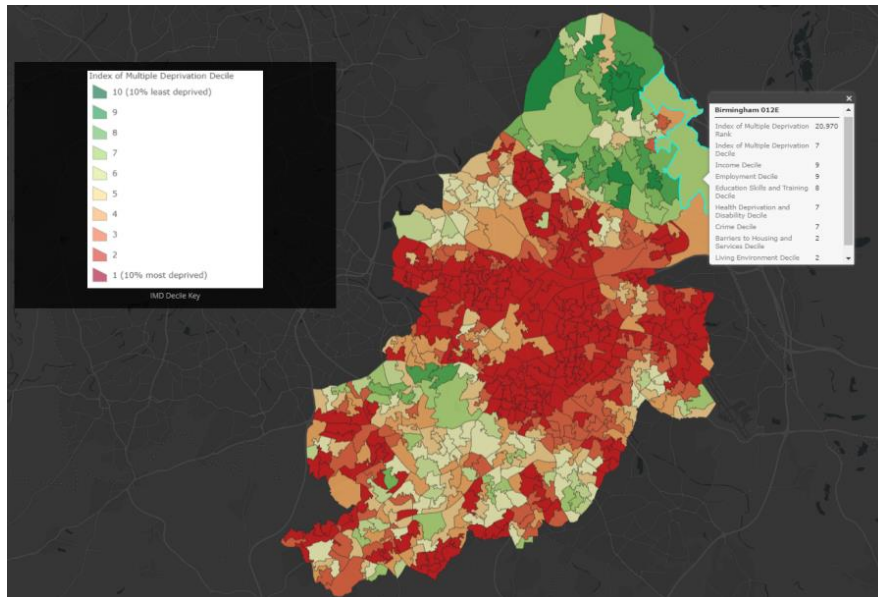 Index of Multiple Deprivation Decile
10 (10% least deprived)
9
8
7
6
5
4
3
2
1 (10% most deprived)
IMD Decile Key
Birmingham 012E
Index of Multiple Deprivation 20,970
Rank
Index of Multiple Deprivation 7
Decile
Income Decile 9
Employment Decile 9
Education Skills and Training 8
Decile
Health Deprivation and 7
Disability Decile
Crime Decile 7
Barriers to Housing and 2
Services Decile
Living Environment Decile 2